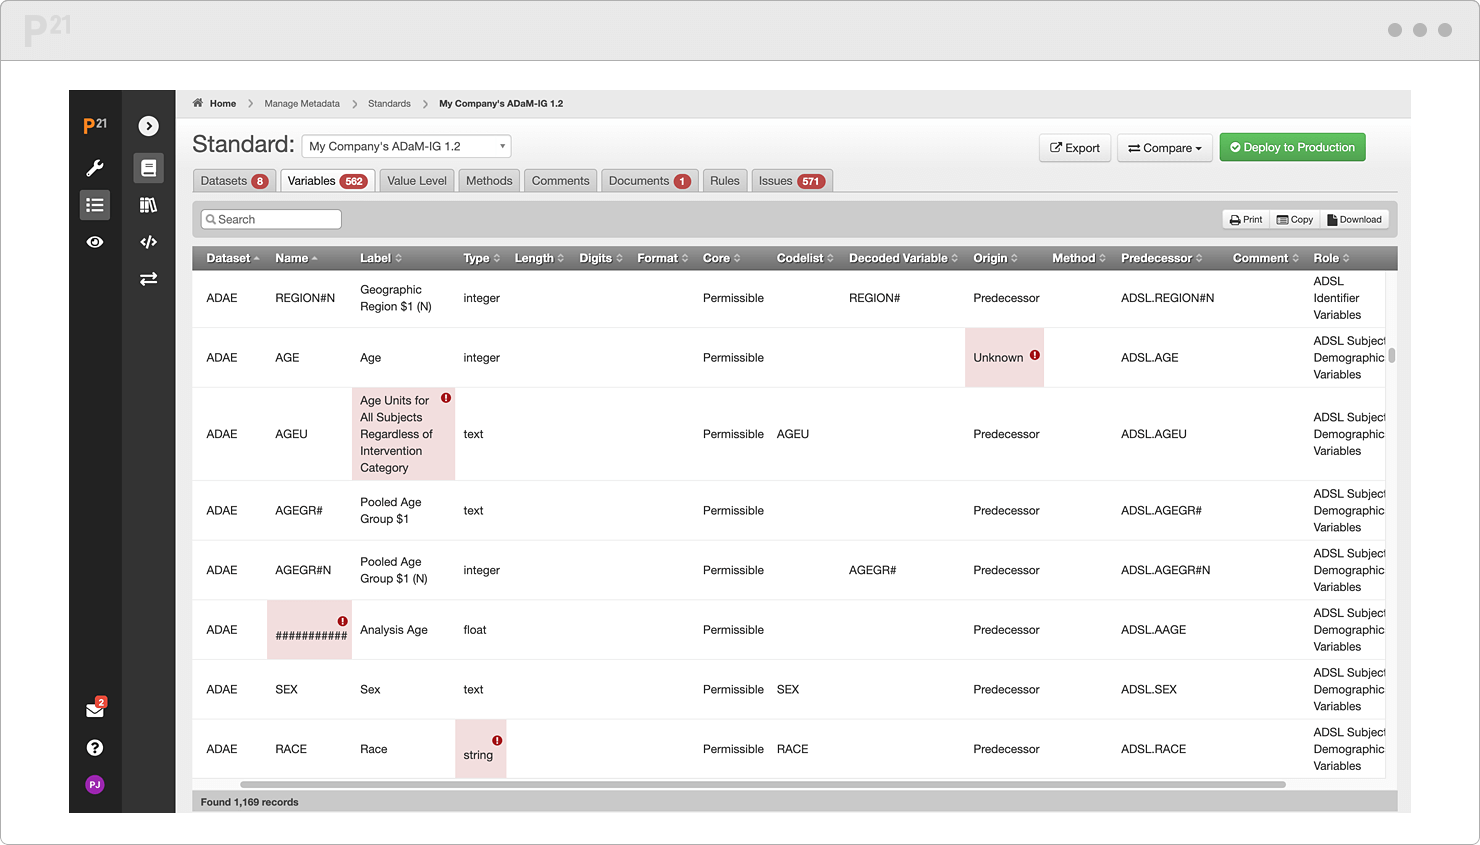 P21
P21
Home > Manage Metadata > Standards > My Company's ADaM-IG 1.2
Standard: My Company's ADaM-IG 1.2
Export Compare Deploy to Production
Datasets 8 Variables 562 Value Level Methods Comments Documents 1 Rules Issues 571
Search Print Copy Download
Dataset Name Label Type Length Digits Format Core Codelist Decoded Variable Origin Method Predecessor Comment Role
ADAE REGION#N Geographic Region $1 (N) integer Permissible REGION# Predecessor ADSL.REGION#N ADSL Identifier Variables
ADAE AGE Age integer Permissible Unknown ADSL.AGE ADSL Subject Demographic Variables
ADAE AGEU Age Units for All Subjects Regardless of Intervention Category text Permissible AGEU Predecessor ADSL.AGEU ADSL Subject Demographic Variables
ADAE AGEGR# Pooled Age Group $1 text Permissible Predecessor ADSL.AGEGR# ADSL Subject Demographic Variables
ADAE AGEGR#N Pooled Age Group $1 (N) integer Permissible AGEGR# Predecessor ADSL.AGEGR#N ADSL Subject Demographic Variables
ADAE ########### Analysis Age float Permissible Predecessor ADSL.AAGE ADSL Subject Demographic Variables
ADAE SEX Sex text Permissible SEX Predecessor ADSL.SEX ADSL Subject Demographic Variables
ADAE RACE Race string Permissible RACE Predecessor ADSL.RACE ADSL Subject Demographic Variables
2
PJ
Found 1,169 records